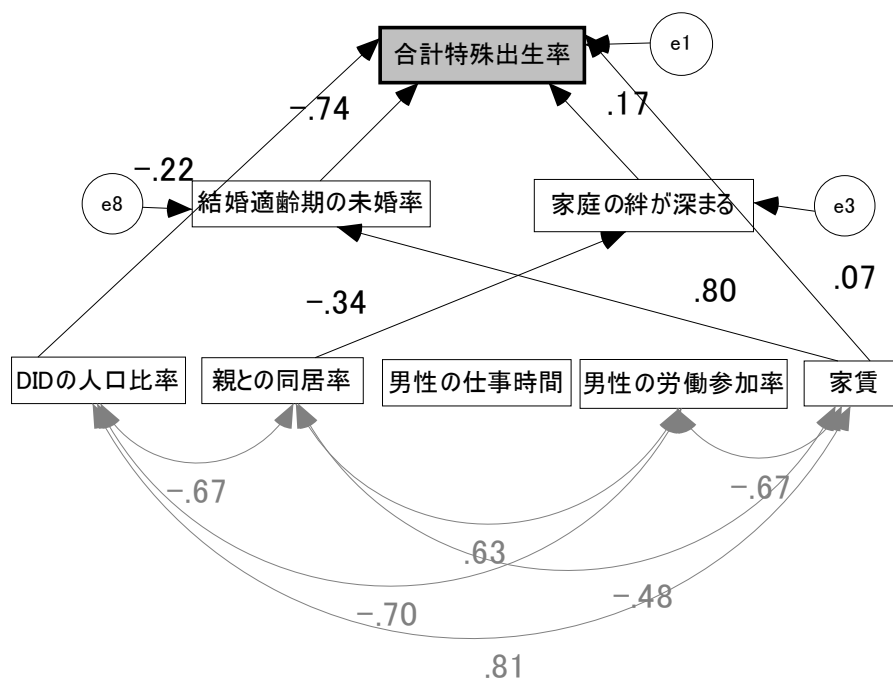 合計特殊出生率
e1
-.74
.17
-.22
結婚適齢期の未婚率
家庭の絆が深まる
e8
e3
-.34
.80
.07
DIDの人口比率
親との同居率
男性の仕事時間
男性の労働参加率
家賃
-.67
-.67
.63
-.70
-.48
.81